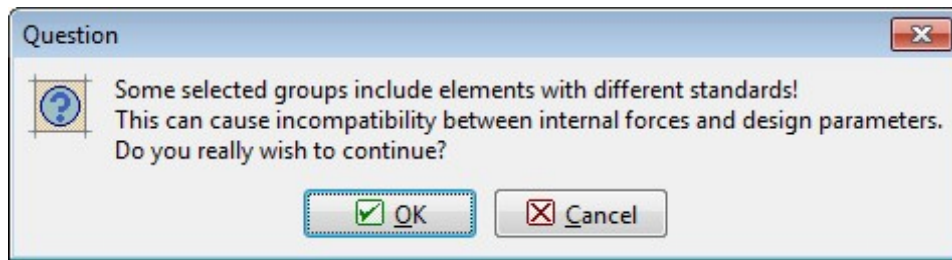 Question
Some selected groups include elements with different standards!
This can cause incompatibility between internal forces and design parameters.
Do you really wish to continue?
OK
Cancel